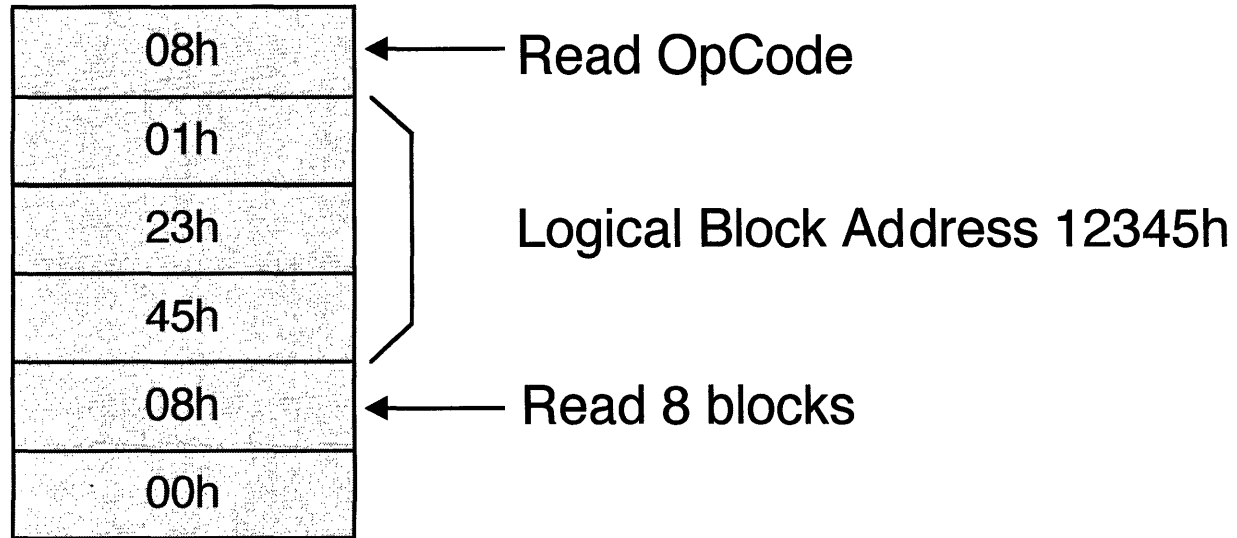 08h Read OpCode
01h
23h Logical Block Address 12345h
45h
08h Read 8 blocks
00h